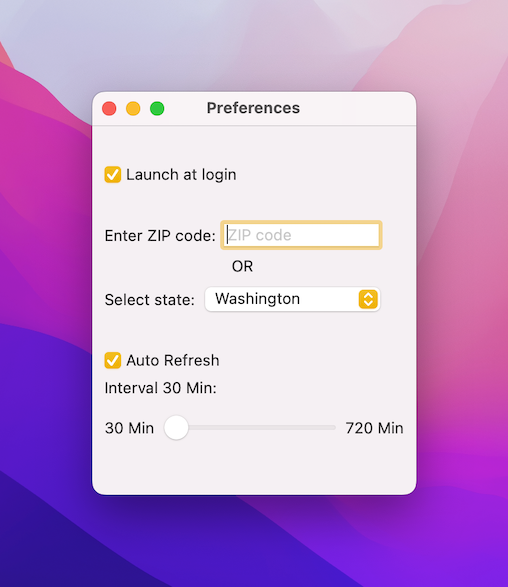 Preferences
Launch at login
Enter ZIP code: ZIP code
OR
Select state: Washington
Auto Refresh
Interval 30 Min:
30 Min 720 Min